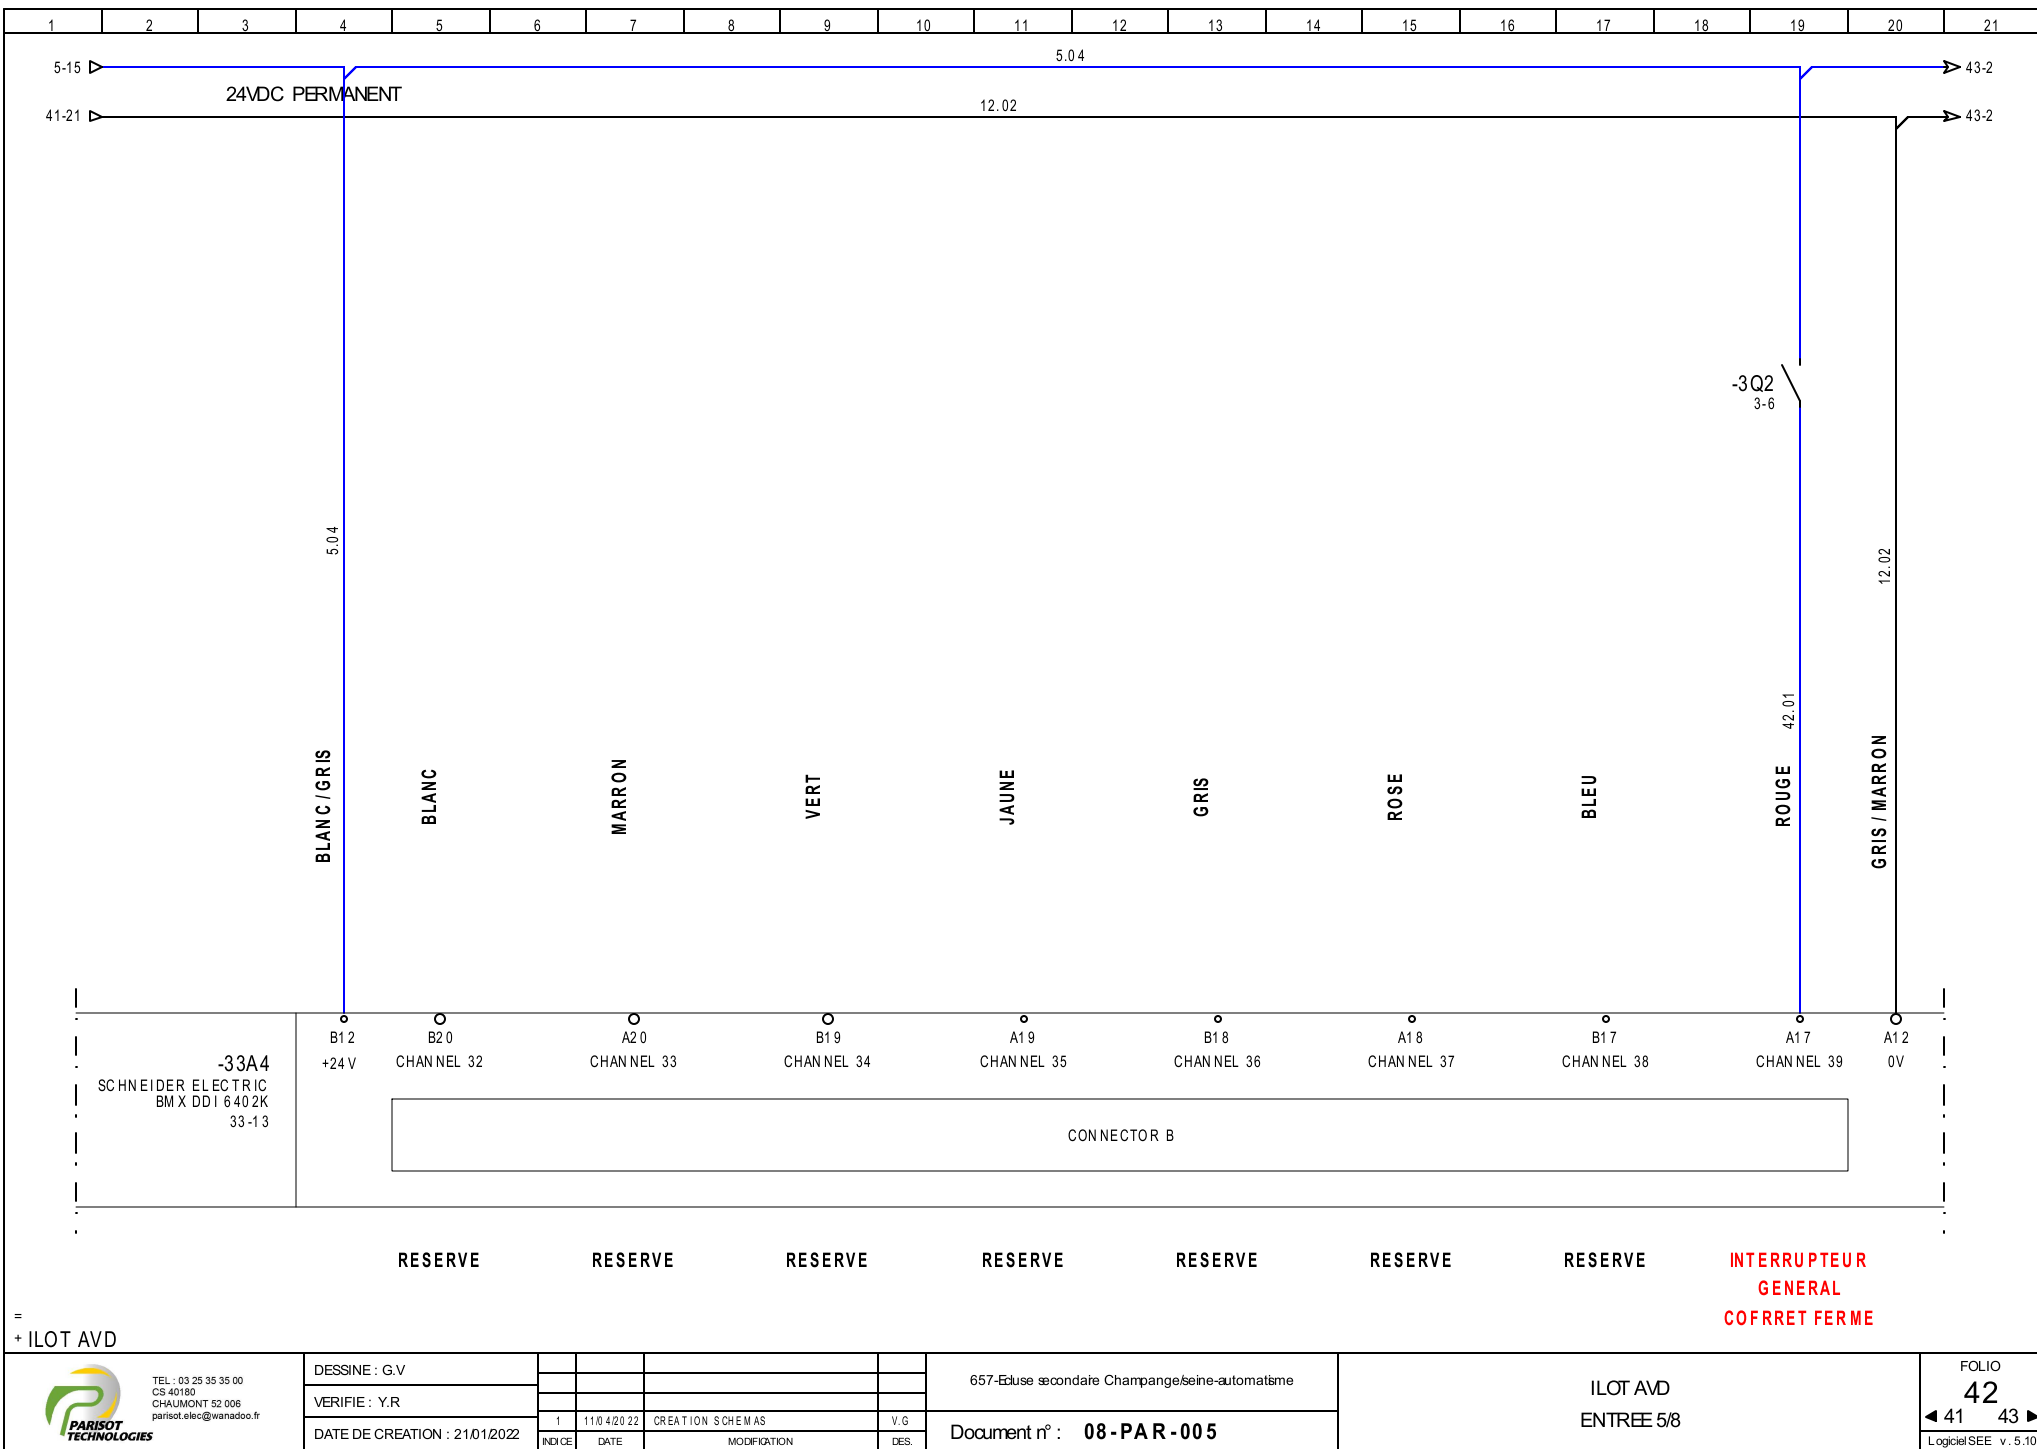 1 2 3 4 5 6 7 8 9 10 11 12 13 14 15 16 17 18 19 20 21
5-15 5.04 43-2
24VDC PERMANENT
41-21 12.02 43-2
-3Q2
3-6
5.04
12.02
42.01
BLANC/GRIS BLANC MARRON VERT JAUNE GRIS ROSE BLEU ROUGE GRIS/MARRON
B12 B20 A20 B19 A19 B18 A18 B17 A17 A12
+24V CHANNEL 32 CHANNEL 33 CHANNEL 34 CHANNEL 35 CHANNEL 36 CHANNEL 37 CHANNEL 38 CHANNEL 39 0V
-33A4
SCHNEIDER ELECTRIC
BMX DDI 6402K
33-13
CONNECTOR B
RESERVE RESERVE RESERVE RESERVE RESERVE RESERVE RESERVE INTERRUPTEUR
GENERAL
COFRRET FERME
=
+ ILOT AVD
PARISOT
TECHNOLOGIES
TEL : 03 25 35 35 00
CS 40180
CHAUMONT 52 006
parisot.elec@wanadoo.fr
DESSINE : G.V
VERIFIE : Y.R
DATE DE CREATION : 21/01/2022
1 11/04/2022 CREATION SCHEMAS V.G
INDICE DATE MODIFICATION DES.
657-Ecluse secondaire Champange/seine-automatisme
Document n° : 08-PAR-005
ILOT AVD
ENTREE 5/8
FOLIO
42
41 43
Logiciel SEE v.5.10